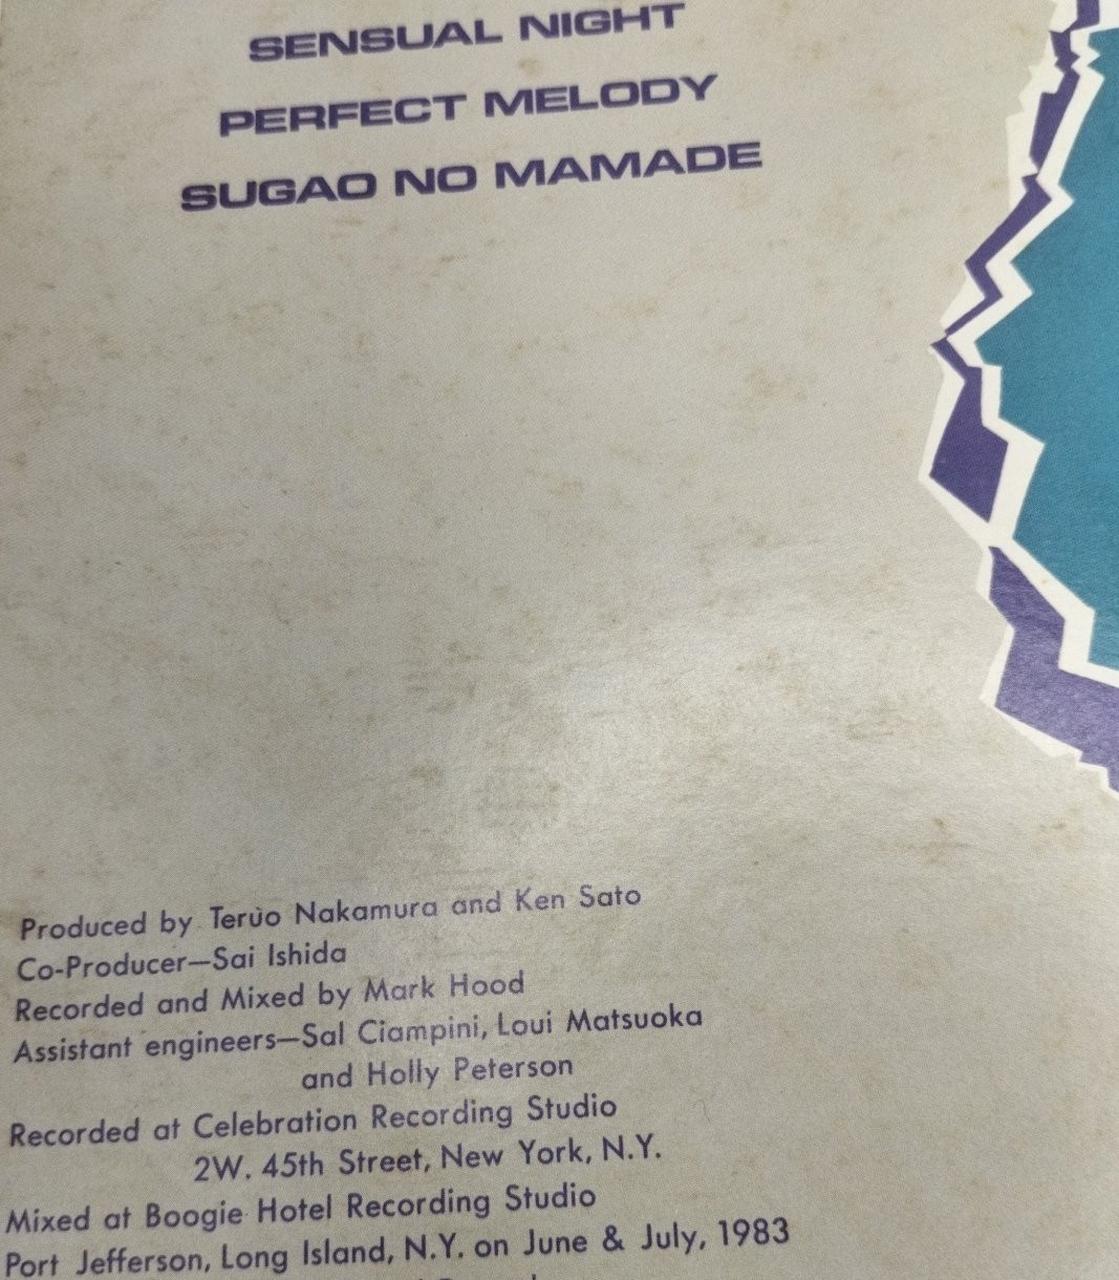 SENSUAL NIGHT
PERFECT MELODY
SUGAO NO MAMADE
Produced by Teruo Nakamura and Ken Sato
Co-Producer—Sai Ishida
Recorded and Mixed by Mark Hood
Assistant engineers—Sal Ciampini, Loui Matsuoka
and Holly Peterson
Recorded at Celebration Recording Studio
2W. 45th Street, New York, N.Y.
Mixed at Boogie Hotel Recording Studio
Port Jefferson, Long Island, N.Y. on June & July, 1983